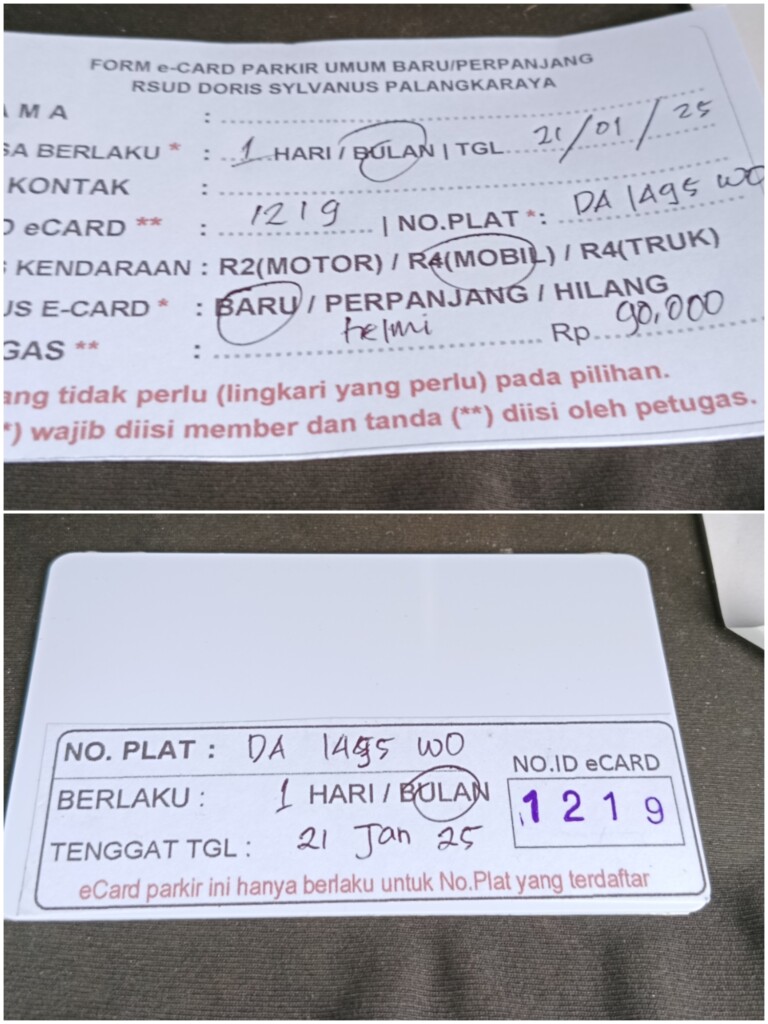 FORM e-CARD PARKIR UMUM BARU/PERPANJANG
RSUD DORIS SYLVANUS PALANGKARAYA
AMA :
SA BERLAKU * : 1 HARI / BULAN | TGL 21/01/25
KONTAK :
D eCARD ** : 1219 | NO.PLAT *: DA 1495 WO
KENDARAAN : R2(MOTOR) / R4(MOBIL) / R4(TRUK)
US E-CARD * : BARU / PERPANJANG / HILANG
GAS ** : helmi Rp 90,000
ang tidak perlu (lingkari yang perlu) pada pilihan.
*) wajib diisi member dan tanda (**) diisi oleh petugas.
NO. PLAT : DA 1495 WO
NO.ID eCARD
BERLAKU : 1 HARI / BULAN
1219
TENGGAT TGL : 21 Jan 25
eCard parkir ini hanya berlaku untuk No.Plat yang terdaftar